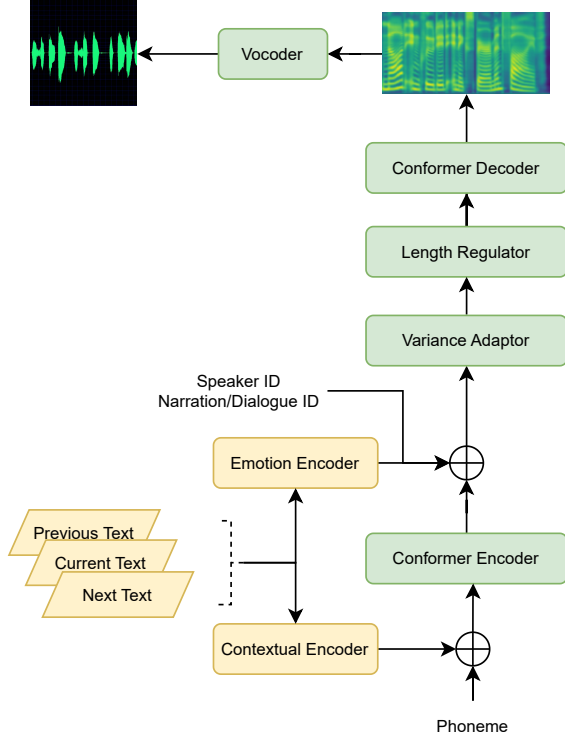 Vocoder
Conformer Decoder
Length Regulator
Variance Adaptor
Speaker ID
Narration/Dialogue ID
Emotion Encoder
Previous Text
Current Text
Next Text
Conformer Encoder
Contextual Encoder
Phoneme